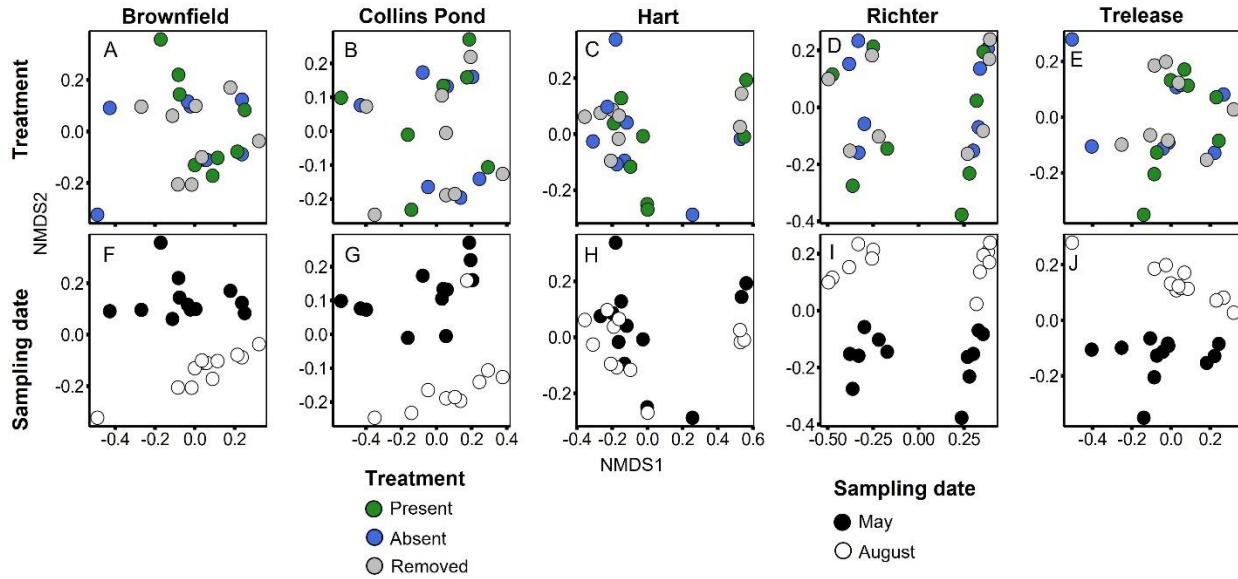 Brownfield Collins Pond Hart Richter Trelease
Treatment
A B C D E
0.2 0.2 0.2 0.2 0.2
0.1 0.1
0.0 0.0 0.0 0.0 0.0
-0.1
-0.2 -0.2 -0.2 -0.2 -0.2
-0.4
NMDS2
Sampling date
F G H I J
0.2 0.2 0.2 0.2 0.2
0.1 0.1
0.0 0.0 0.0 0.0 0.0
-0.1
-0.2 -0.2 -0.2 -0.2 -0.2
-0.4
-0.4 -0.2 0.0 0.2 -0.4 -0.2 0.0 0.2 0.4 -0.4 -0.2 0.0 0.2 0.4 0.6 -0.50 -0.25 0.00 0.25 -0.4 -0.2 0.0 0.2
NMDS1
Treatment
Present
Absent
Removed
Sampling date
May
August